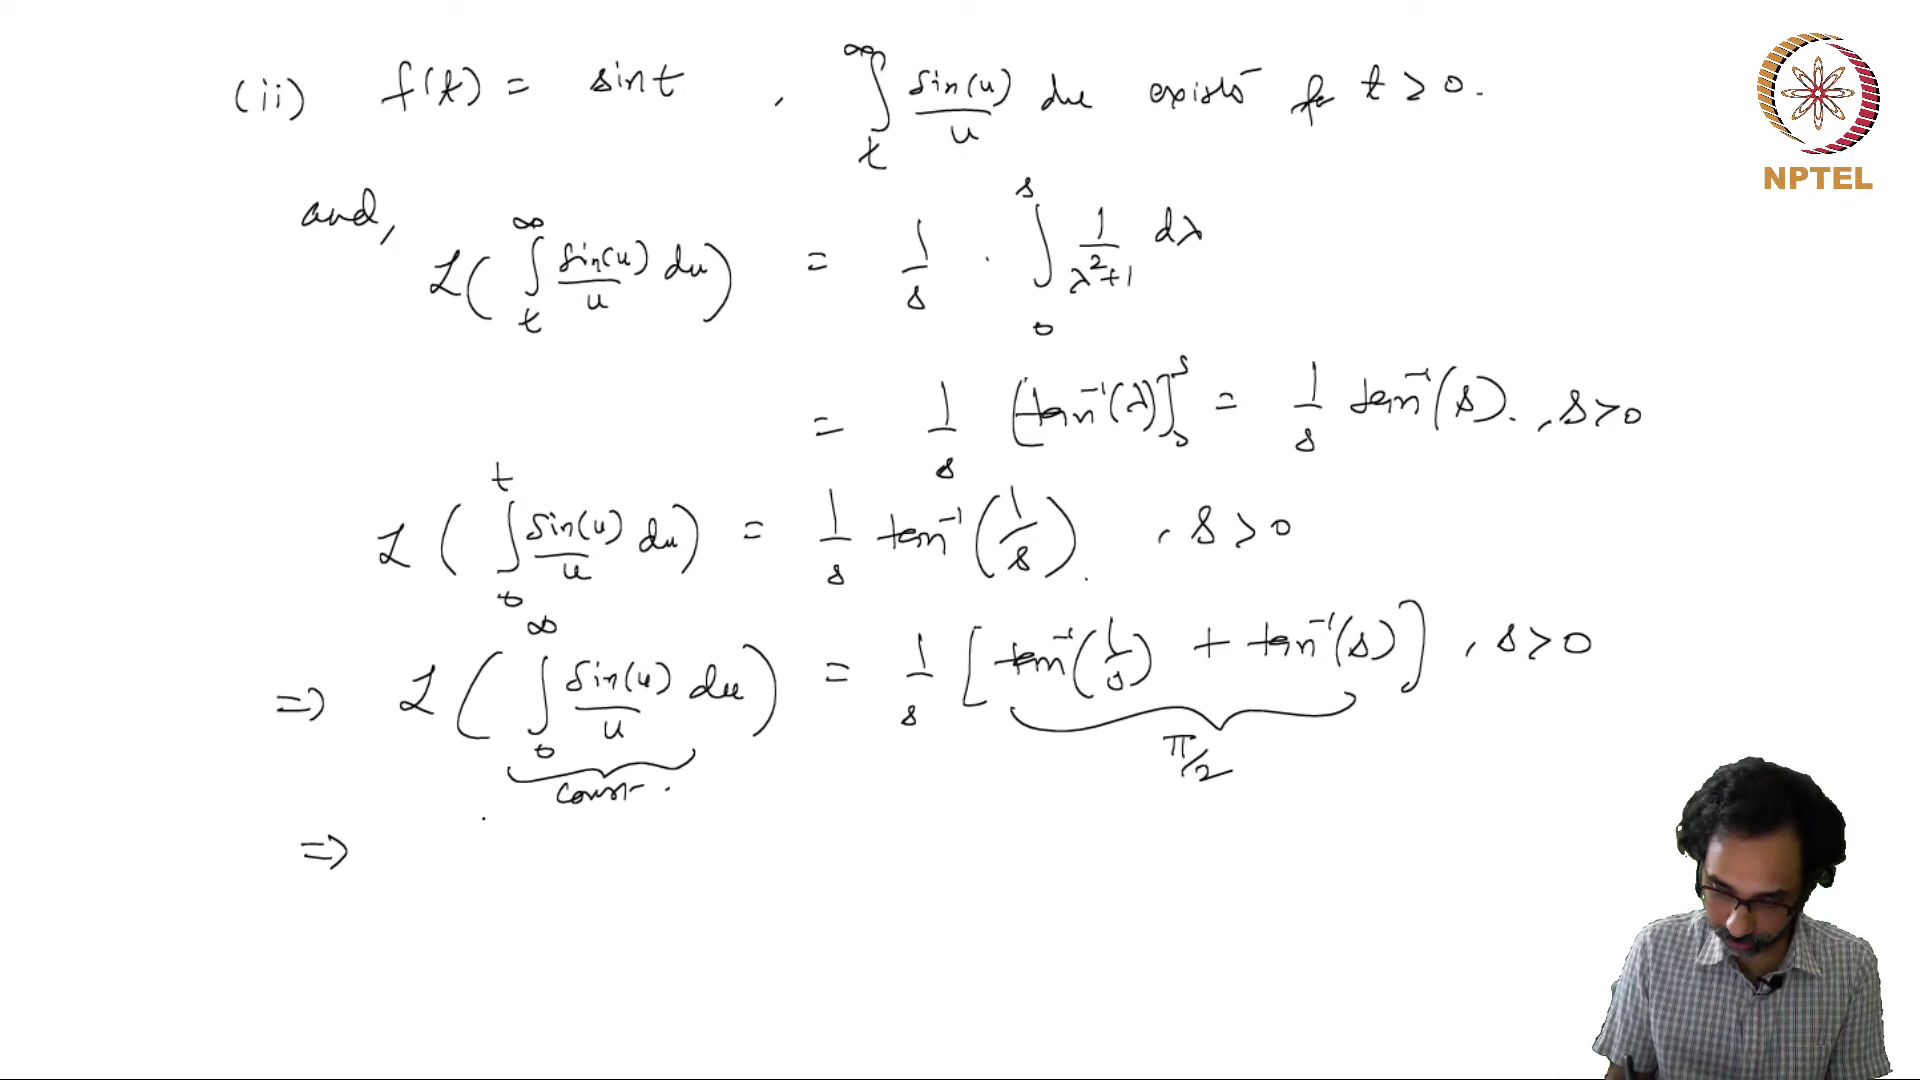 (ii) f(t) = sint , ∫_t^∞ sin(u)/u du exists for t ≥ 0.
NPTEL
and, L( ∫_t^∞ sin(u)/u du ) = 1/s · ∫_0^s 1/(λ²+1) dλ
= 1/s [tan⁻¹(λ)]_0^s = 1/s tan⁻¹(s). , s>0
L ( ∫_0^t sin(u)/u du ) = 1/s tan⁻¹(1/s). , s>0
=> L ( ∫_0^∞ sin(u)/u du ) = 1/s [ tan⁻¹(1/s) + tan⁻¹(s) ] , s>0
const. π/2
=>